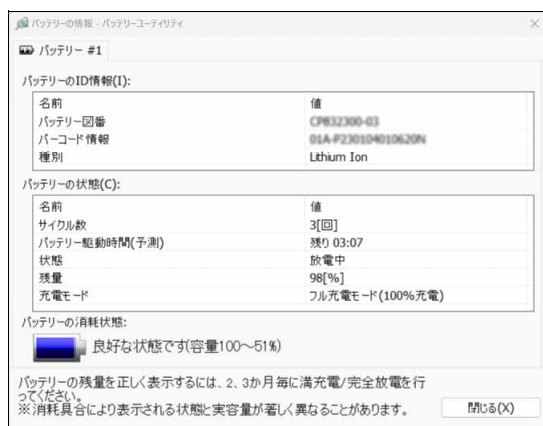 バッテリーの情報 - バッテリーユーティリティ
バッテリー #1
バッテリーのID情報(I):
名前 値
バッテリー図番
バーコード情報
種別 Lithium Ion
バッテリーの状態(C):
名前 値
サイクル数 3[回]
バッテリー駆動時間(予測) 残り 03:07
状態 放電中
残量 98[%]
充電モード フル充電モード(100%充電)
バッテリーの消耗状態:
良好な状態です(容量100~51%)
バッテリーの残量を正しく表示するには、2、3か月毎に満充電/完全放電を行
ってください。
※消耗具合により表示される状態と実容量が著しく異なることがあります。
閉じる(X)